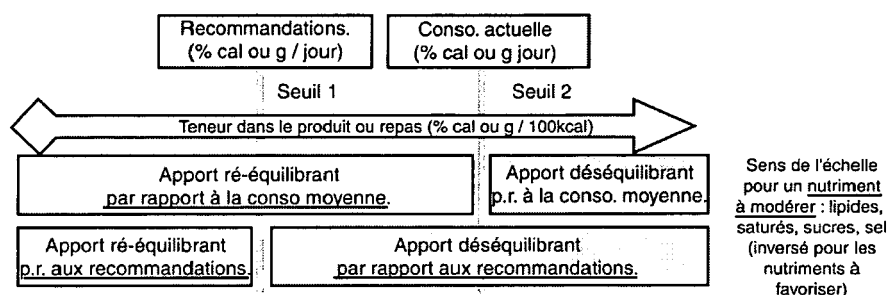 Recommandations.
(% cal ou g / jour)
Conso. actuelle
(% cal ou g jour)
Seuil 1
Seuil 2
Teneur dans le produit ou repas (% cal ou g / 100kcal)
Apport ré-équilibrant
par rapport à la conso moyenne.
Apport déséquilibrant
p.r. à la conso. moyenne.
Apport ré-équilibrant
p.r. aux recommandations.
Apport déséquilibrant
par rapport aux recommandations.
Sens de l'échelle
pour un nutriment
à modérer : lipides,
saturés, sucres, sel
(inversé pour les
nutriments à
favoriser)